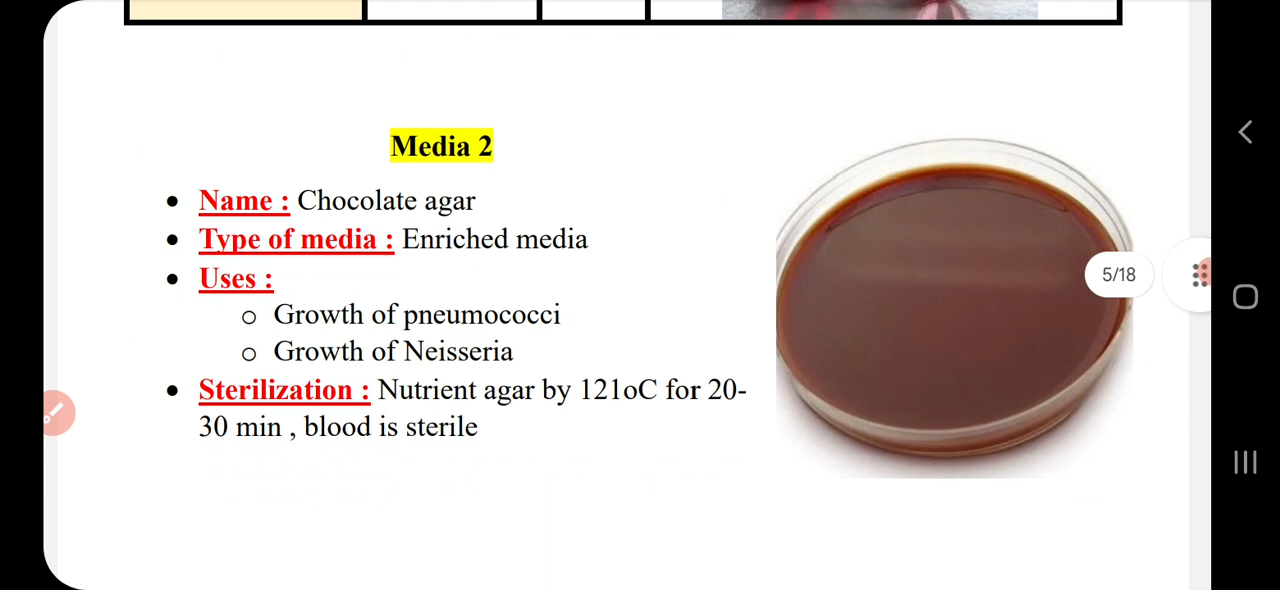 Media 2
• Name : Chocolate agar
• Type of media : Enriched media
• Uses :
o Growth of pneumococci
o Growth of Neisseria
• Sterilization : Nutrient agar by 121oC for 20-
30 min , blood is sterile
5/18